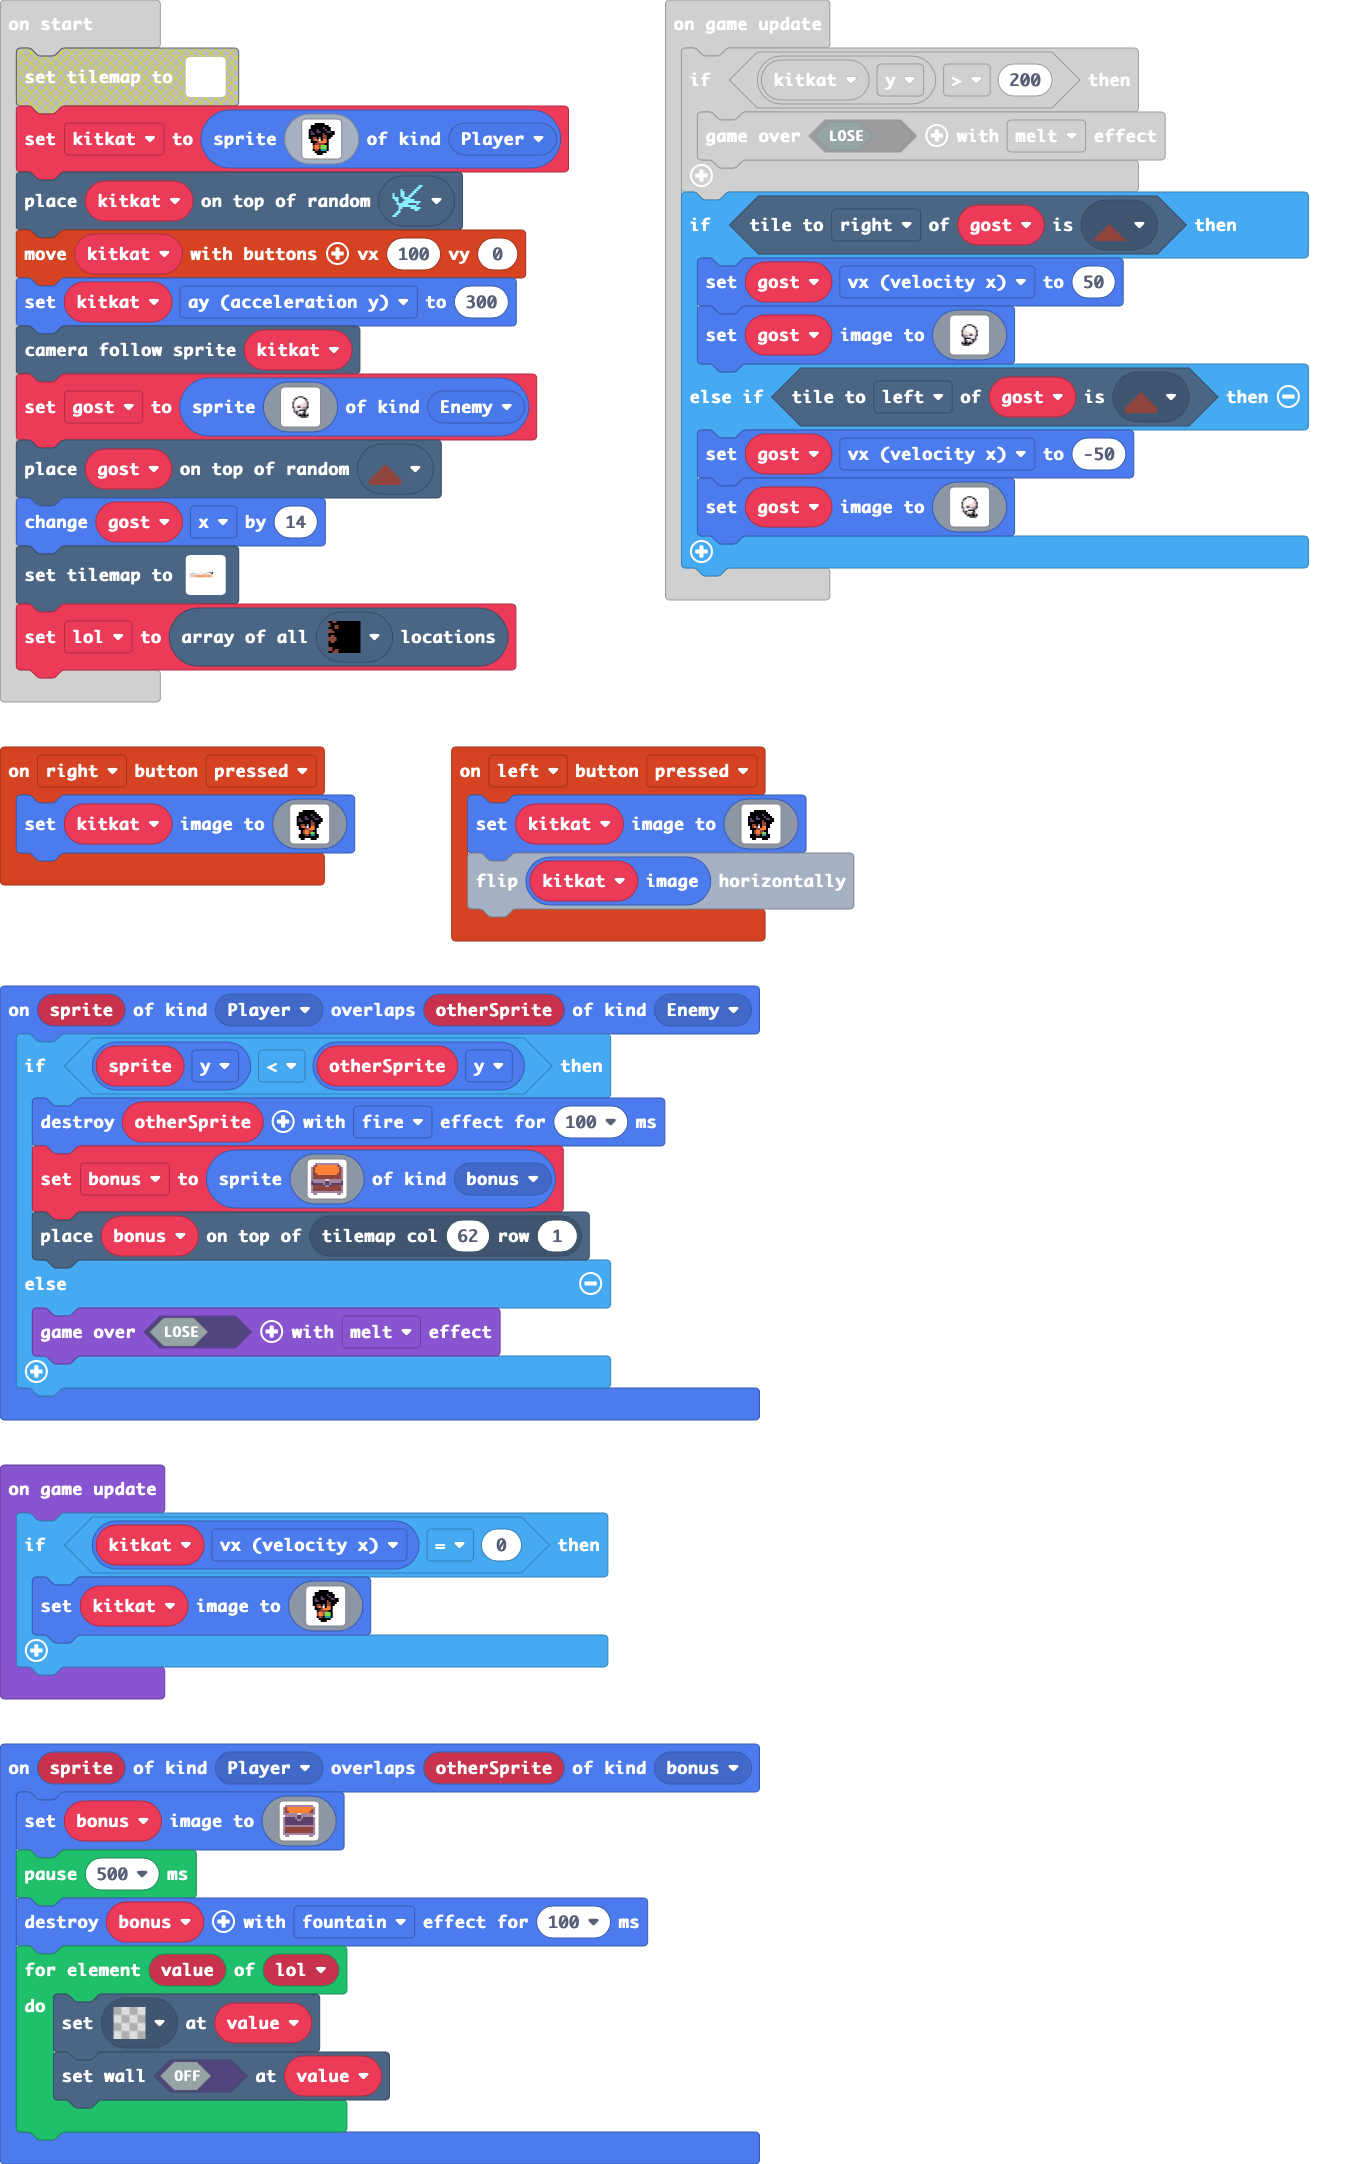 on start
set tilemap to
set kitkat to sprite of kind Player
place kitkat on top of random
move kitkat with buttons vx 100 vy 0
set kitkat ay (acceleration y) to 300
camera follow sprite kitkat
set gost to sprite of kind Enemy
place gost on top of random
change gost x by 14
set tilemap to
set lol to array of all locations
on game update
if kitkat y > 200 then
game over LOSE with melt effect
if tile to right of gost is then
set gost vx (velocity x) to 50
set gost image to
else if tile to left of gost is then
set gost vx (velocity x) to -50
set gost image to
on right button pressed
set kitkat image to
on left button pressed
set kitkat image to
flip kitkat image horizontally
on sprite of kind Player overlaps otherSprite of kind Enemy
if sprite y < otherSprite y then
destroy otherSprite with fire effect for 100 ms
set bonus to sprite of kind bonus
place bonus on top of tilemap col 62 row 1
else
game over LOSE with melt effect
on game update
if kitkat vx (velocity x) = 0 then
set kitkat image to
on sprite of kind Player overlaps otherSprite of kind bonus
set bonus image to
pause 500 ms
destroy bonus with fountain effect for 100 ms
for element value of lol
do
set at value
set wall OFF at value